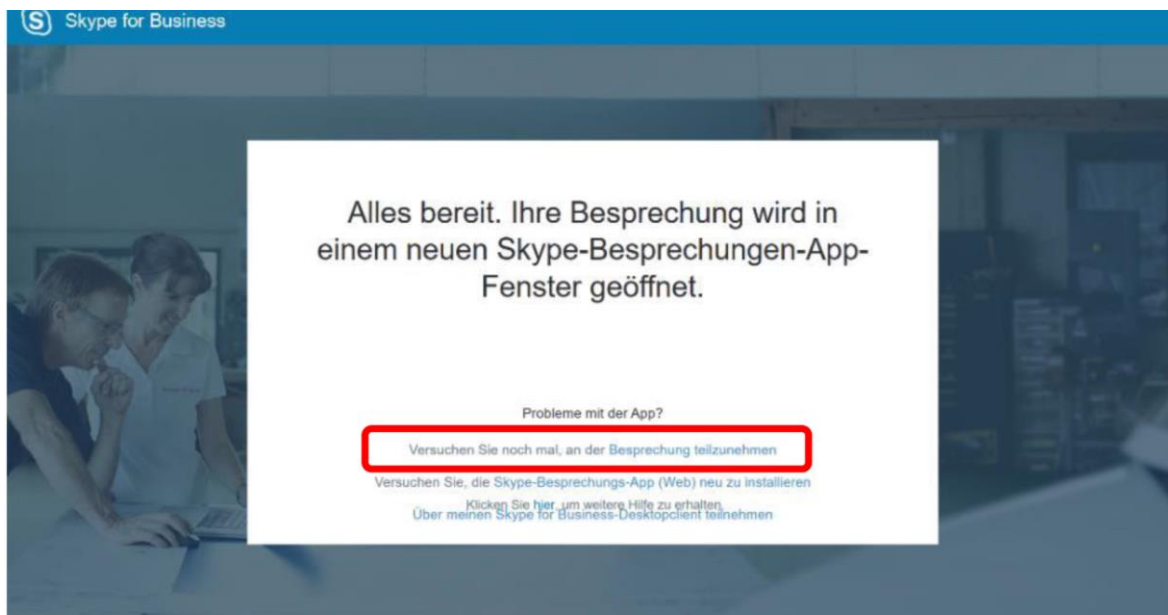 Skype for Business
Alles bereit. Ihre Besprechung wird in
einem neuen Skype-Besprechungen-App-
Fenster geöffnet.
Probleme mit der App?
Versuchen Sie noch mal, an der Besprechung teilzunehmen
Versuchen Sie, die Skype-Besprechungs-App (Web) neu zu installieren
Klicken Sie hier, um weitere Hilfe zu erhalten.
Über meinen Skype for Business-Desktopclient teilnehmen